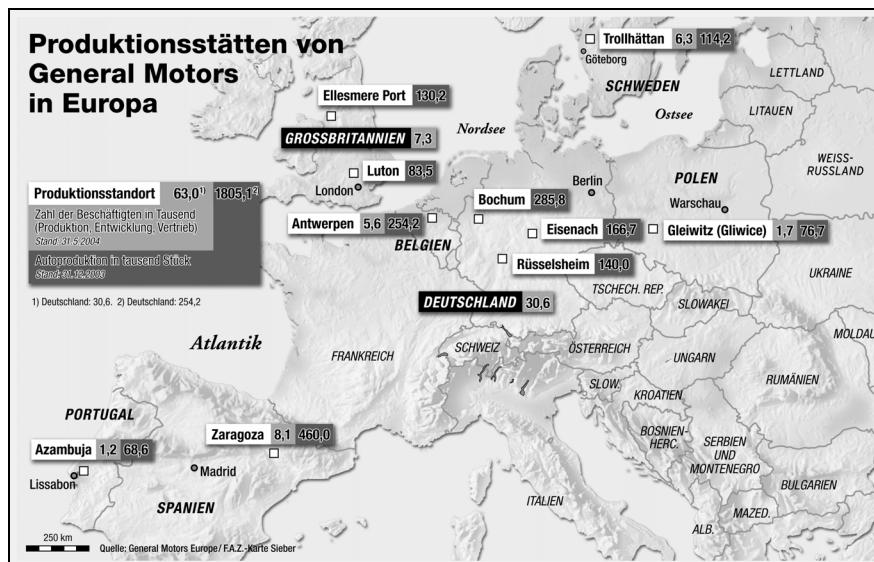 Produktionsstätten von
General Motors
in Europa
Trollhättan 6,3 114,2
Göteborg
SCHWEDEN
LETTLAND
LITAUEN
Ostsee
Nordsee
WEISS-
RUSSLAND
Ellesmere Port 130,2
GROSSBRITANNIEN 7,3
Luton 83,5
London
Produktionsstandort 63,0¹⁾ 1805,1²⁾
Zahl der Beschäftigten in Tausend
(Produktion, Entwicklung, Vertrieb)
Stand: 31.5.2004
Autoproduktion in tausend Stück
Stand: 31.12.2003
1) Deutschland: 30,6. 2) Deutschland: 254,2
Antwerpen 5,6 254,2
BELGIEN
Bochum 285,8
Berlin
POLEN
Warschau
Eisenach 166,7
Gleiwitz (Gliwice) 1,7 76,7
Rüsselsheim 140,0
DEUTSCHLAND 30,6
TSCHECH. REP.
SLOWAKEI
UKRAINE
MOLDAU
Atlantik
FRANKREICH
SCHWEIZ
ÖSTERREICH
UNGARN
RUMÄNIEN
SLOW.
KROATIEN
BOSNIEN-
HERC.
SERBIEN
UND
MONTENEGRO
BULGARIEN
MAZED.
ALB.
ITALIEN
PORTUGAL
Azambuja 1,2 68,6
Lissabon
Zaragoza 8,1 460,0
Madrid
SPANIEN
250 km
Quelle: General Motors Europe/ F.A.Z.-Karte Sieber